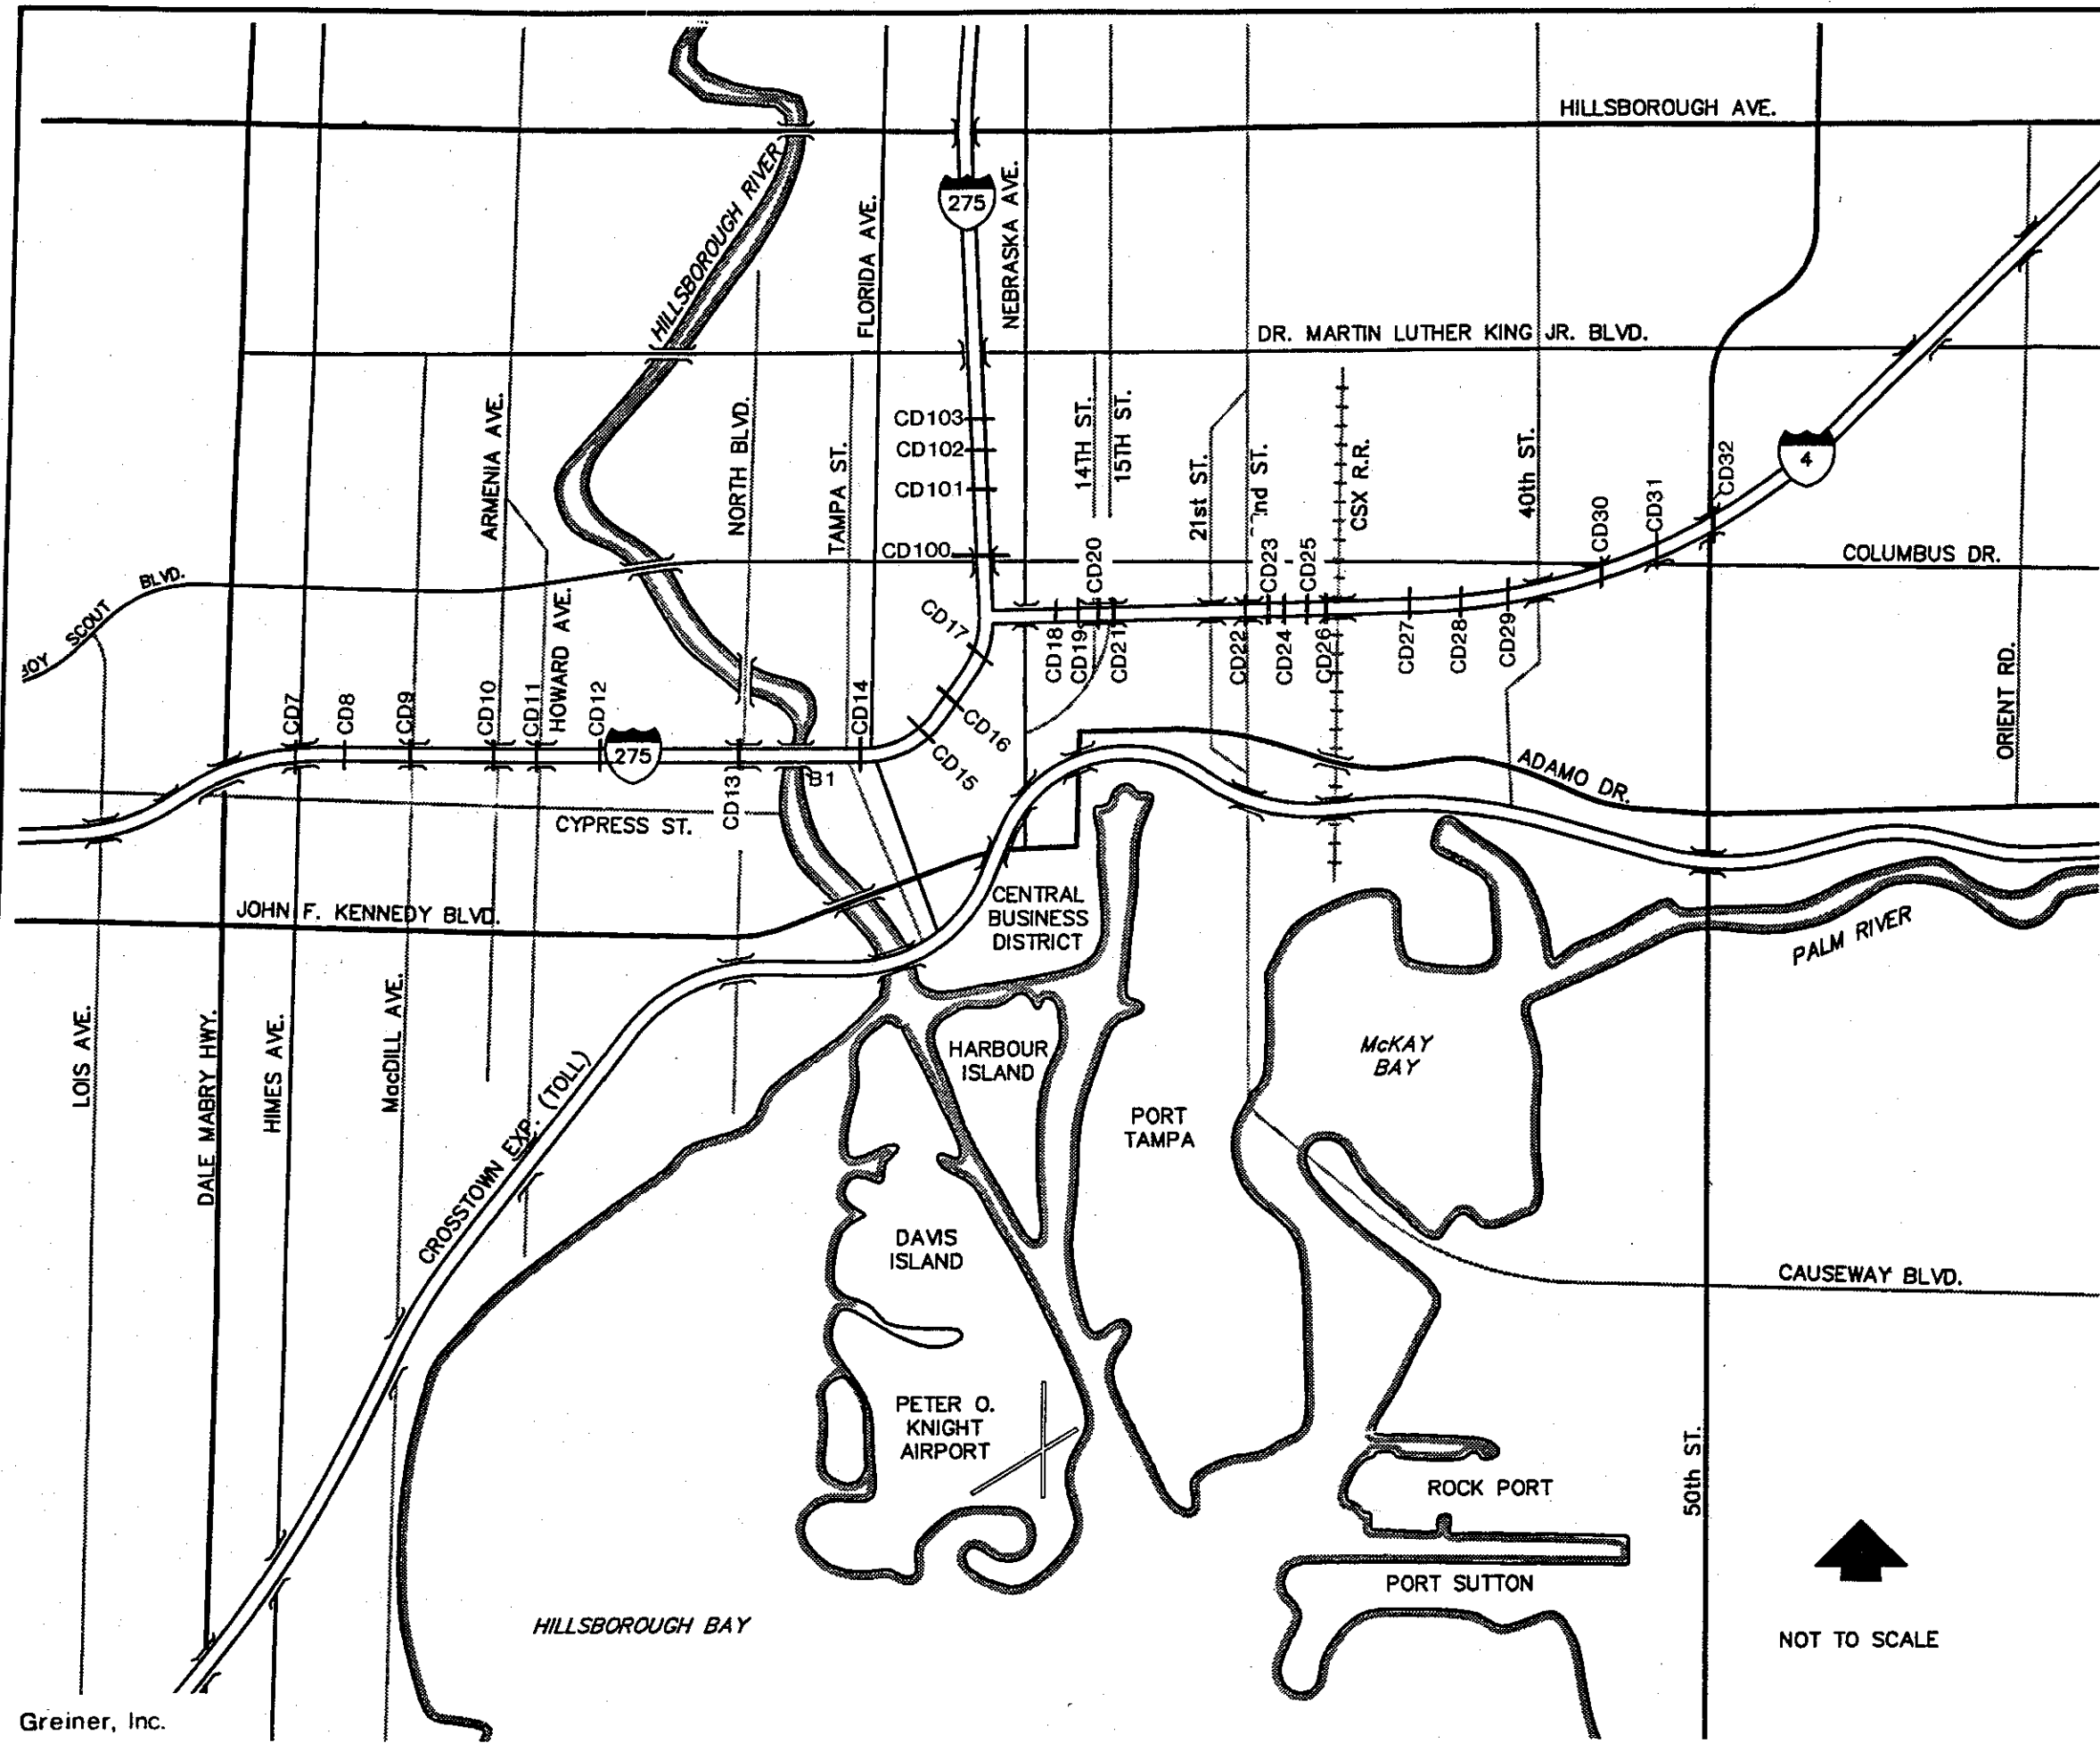 HILLSBOROUGH AVE.
HILLSBOROUGH RIVER
275
FLORIDA AVE.
NEBRASKA AVE.
DR. MARTIN LUTHER KING JR. BLVD.
ARMENIA AVE.
NORTH BLVD.
TAMPA ST.
CD103
CD102
CD101
CD100
14TH ST.
15TH ST.
21st ST.
nd ST.
CSX R.R.
40th ST.
CD30
CD31
CD32
4
COLUMBUS DR.
SCOUT
BLVD.
HOWARD AVE.
CD17
CD20
CD23
CD25
CD18
CD19
CD21
CD22
CD24
CD26
CD27
CD28
CD29
ORIENT RD.
CD7
CD8
CD9
CD10
CD11
CD12
275
CD13
B1
CD14
CD16
CD15
CYPRESS ST.
ADAMO DR.
JOHN F. KENNEDY BLVD.
CENTRAL
BUSINESS
DISTRICT
PALM RIVER
LOIS AVE.
DALE MABRY HWY.
HIMES AVE.
MacDILL AVE.
CROSSTOWN EXP. (TOLL)
HARBOUR
ISLAND
McKAY
BAY
PORT
TAMPA
DAVIS
ISLAND
CAUSEWAY BLVD.
PETER O.
KNIGHT
AIRPORT
ROCK PORT
50th ST.
PORT SUTTON
HILLSBOROUGH BAY
NOT TO SCALE
Greiner, Inc.